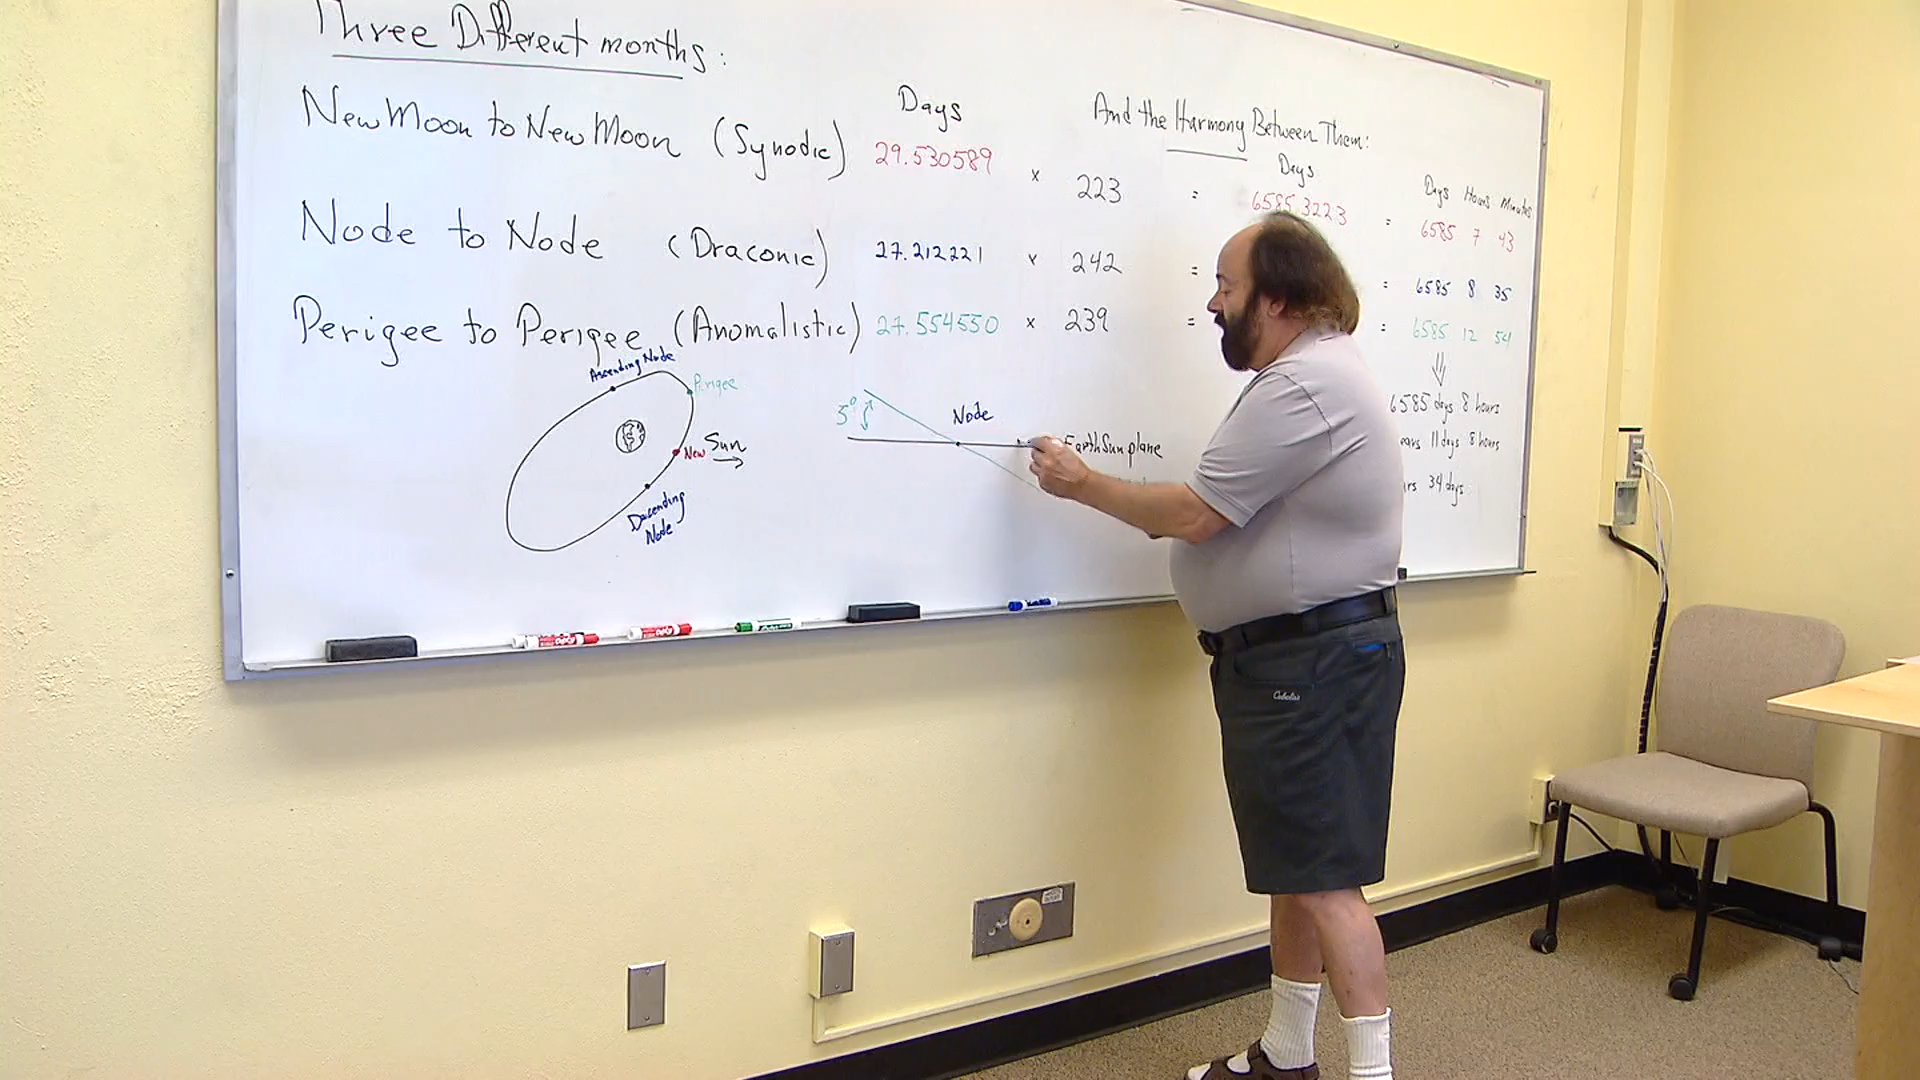 Three Different months:
Days
And the Harmony Between Them:
New Moon to New Moon (Synodic) 29.530589 × 223 = 6585.3223 = 6585 7 43
Days
Days Hours Minutes
Node to Node (Draconic) 27.212221 × 242 = = 6585 8 35
Perigee to Perigee (Anomalistic) 27.554550 × 239 = = 6585 12 54
Ascending Node
Perigee
New Sun
Descending
Node
5°
Node
Earth Sun plane
6585 days 8 hours
11 days 8 hours
34 days
Cabela's